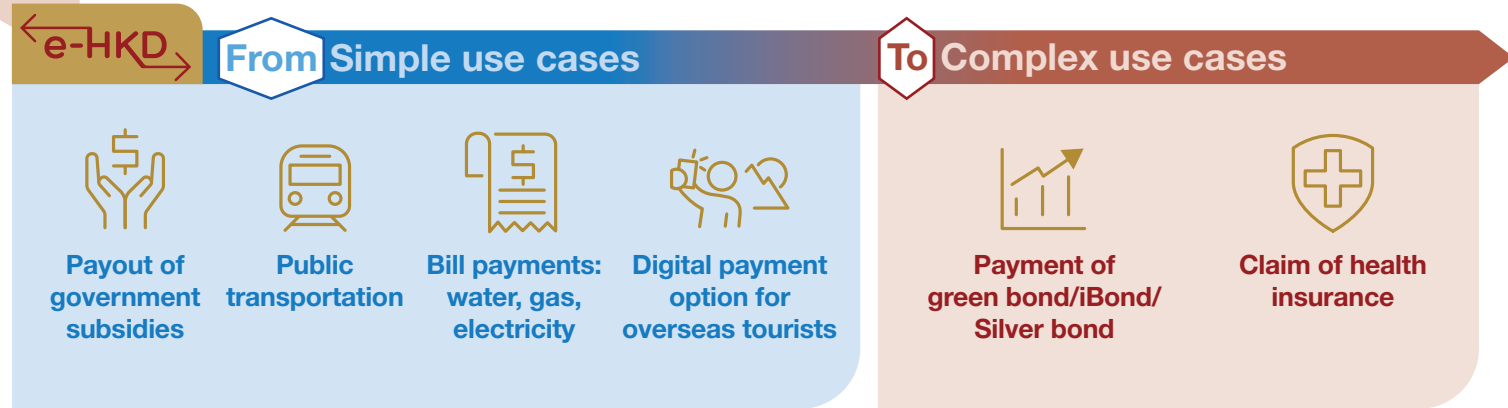 e-HKD
From Simple use cases
To Complex use cases
Payout of
government
subsidies
Public
transportation
Bill payments:
water, gas,
electricity
Digital payment
option for
overseas tourists
Payment of
green bond/iBond/
Silver bond
Claim of health
insurance